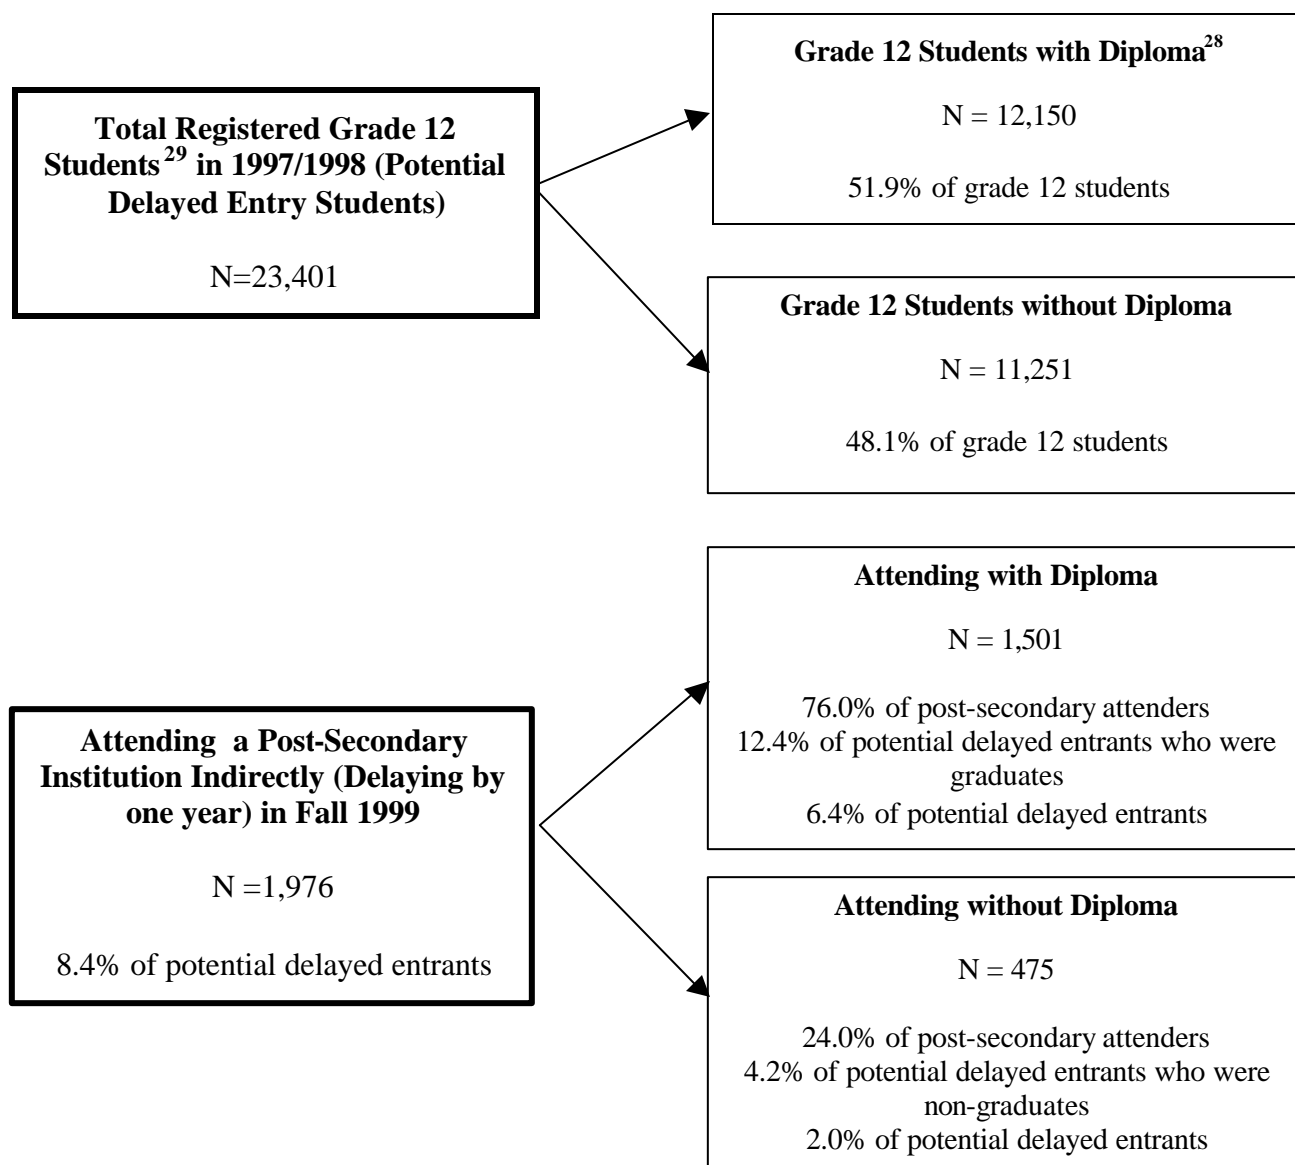 Total Registered Grade 12
Students29 in 1997/1998 (Potential
Delayed Entry Students)
N=23,401
Grade 12 Students with Diploma28
N = 12,150
51.9% of grade 12 students
Grade 12 Students without Diploma
N = 11,251
48.1% of grade 12 students
Attending a Post-Secondary
Institution Indirectly (Delaying by
one year) in Fall 1999
N =1,976
8.4% of potential delayed entrants
Attending with Diploma
N = 1,501
76.0% of post-secondary attenders
12.4% of potential delayed entrants who were
graduates
6.4% of potential delayed entrants
Attending without Diploma
N = 475
24.0% of post-secondary attenders
4.2% of potential delayed entrants who were
non-graduates
2.0% of potential delayed entrants